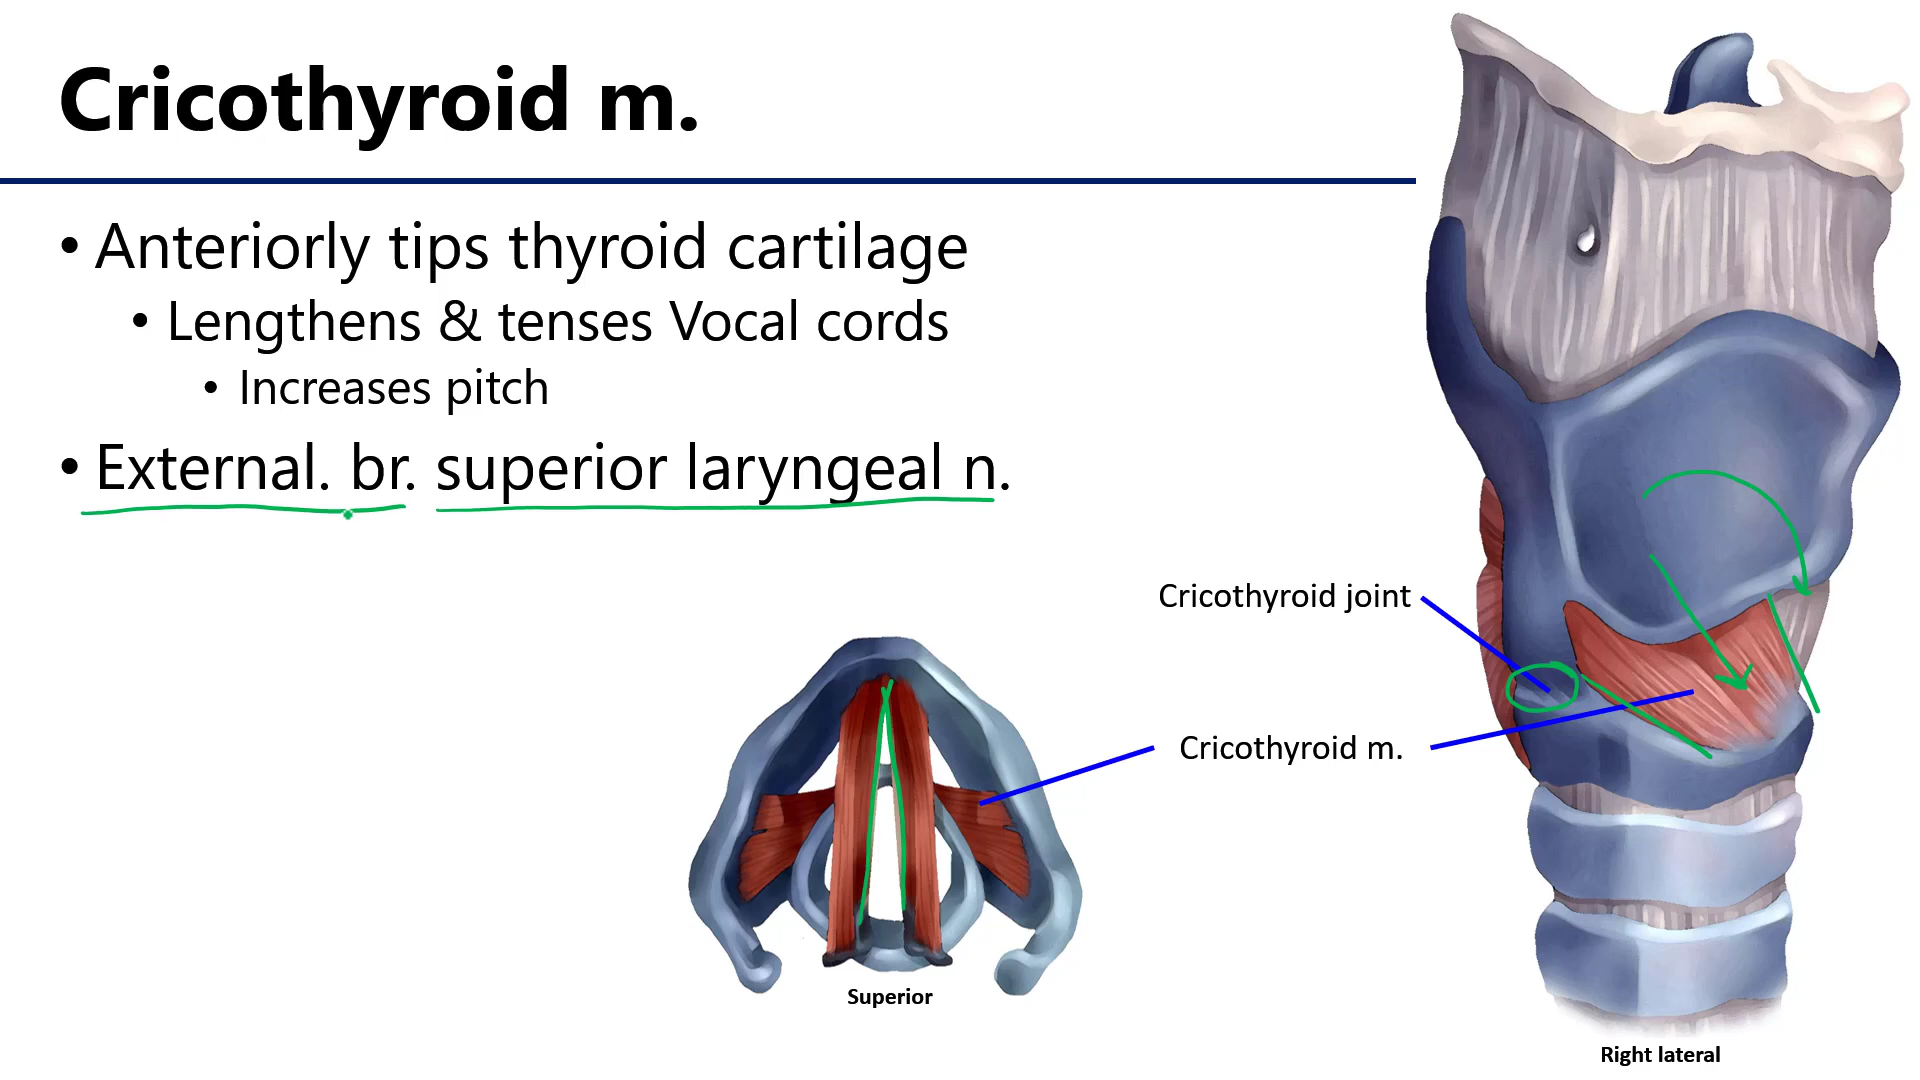 Cricothyroid m.
• Anteriorly tips thyroid cartilage
• Lengthens & tenses Vocal cords
• Increases pitch
• External. br. superior laryngeal n.
Cricothyroid joint
Cricothyroid m.
Superior
Right lateral